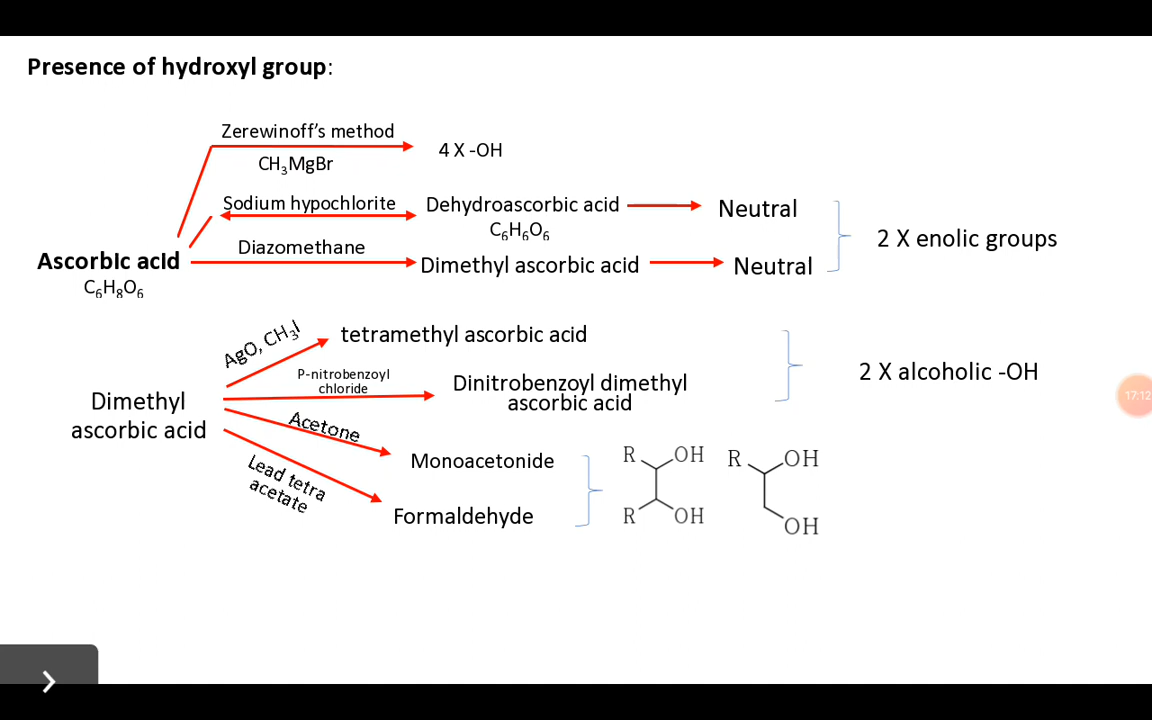 Presence of hydroxyl group:
Zerewinoff's method
CH₃MgBr
4 X -OH
Sodium hypochlorite
Dehydroascorbic acid
C₆H₆O₆
Neutral
Diazomethane
Ascorbic acid
C₆H₈O₆
Dimethyl ascorbic acid
Neutral
2 X enolic groups
AgO, CH₃I
tetramethyl ascorbic acid
P-nitrobenzoyl
chloride
Dinitrobenzoyl dimethyl
ascorbic acid
2 X alcoholic -OH
Dimethyl
ascorbic acid
Acetone
Monoacetonide
Lead tetra
acetate
Formaldehyde
R OH
R OH
R OH
OH
17:12